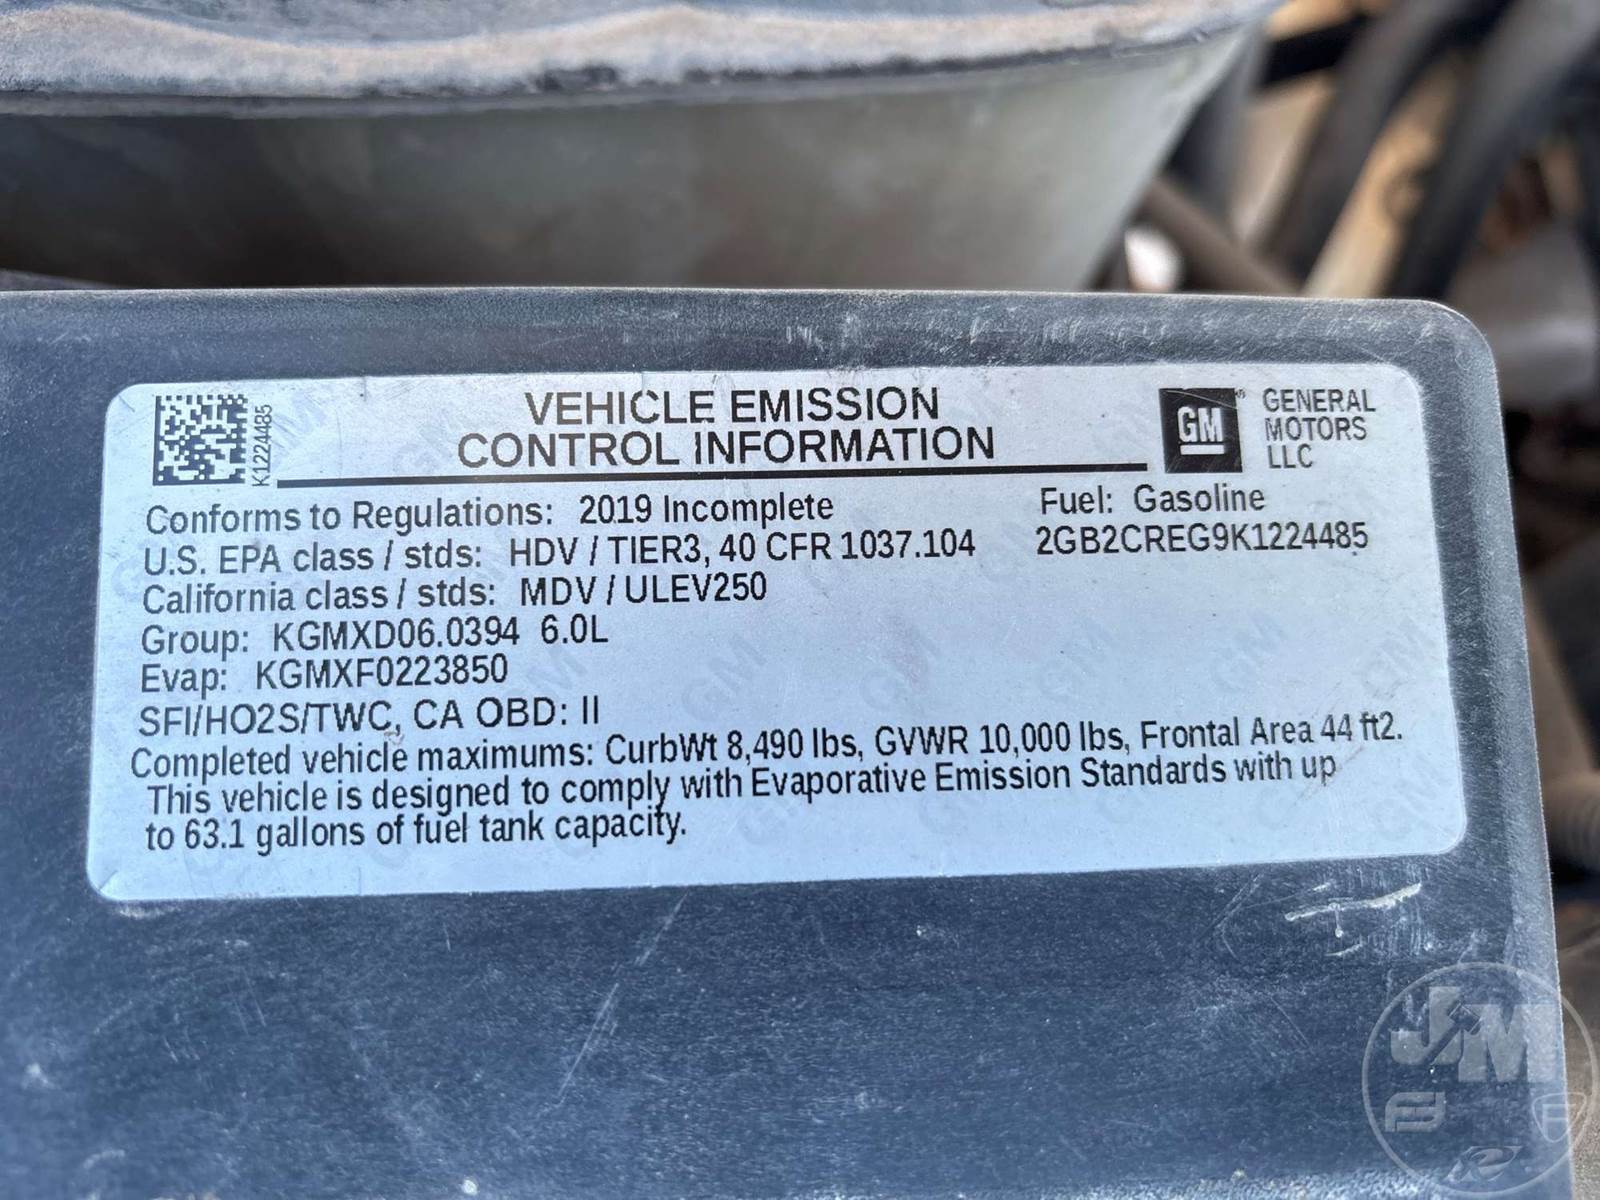 VEHICLE EMISSION
CONTROL INFORMATION
K1224485
GM
GENERAL
MOTORS
LLC
Conforms to Regulations: 2019 Incomplete
Fuel: Gasoline
U.S. EPA class / stds: HDV / TIER3, 40 CFR 1037.104
2GB2CREG9K1224485
California class / stds: MDV / ULEV250
Group: KGMXD06.0394 6.0L
Evap: KGMXF0223850
SFI/HO2S/TWC, CA OBD: II
Completed vehicle maximums: CurbWt 8,490 lbs, GVWR 10,000 lbs, Frontal Area 44 ft2.
This vehicle is designed to comply with Evaporative Emission Standards with up
to 63.1 gallons of fuel tank capacity.
J&M